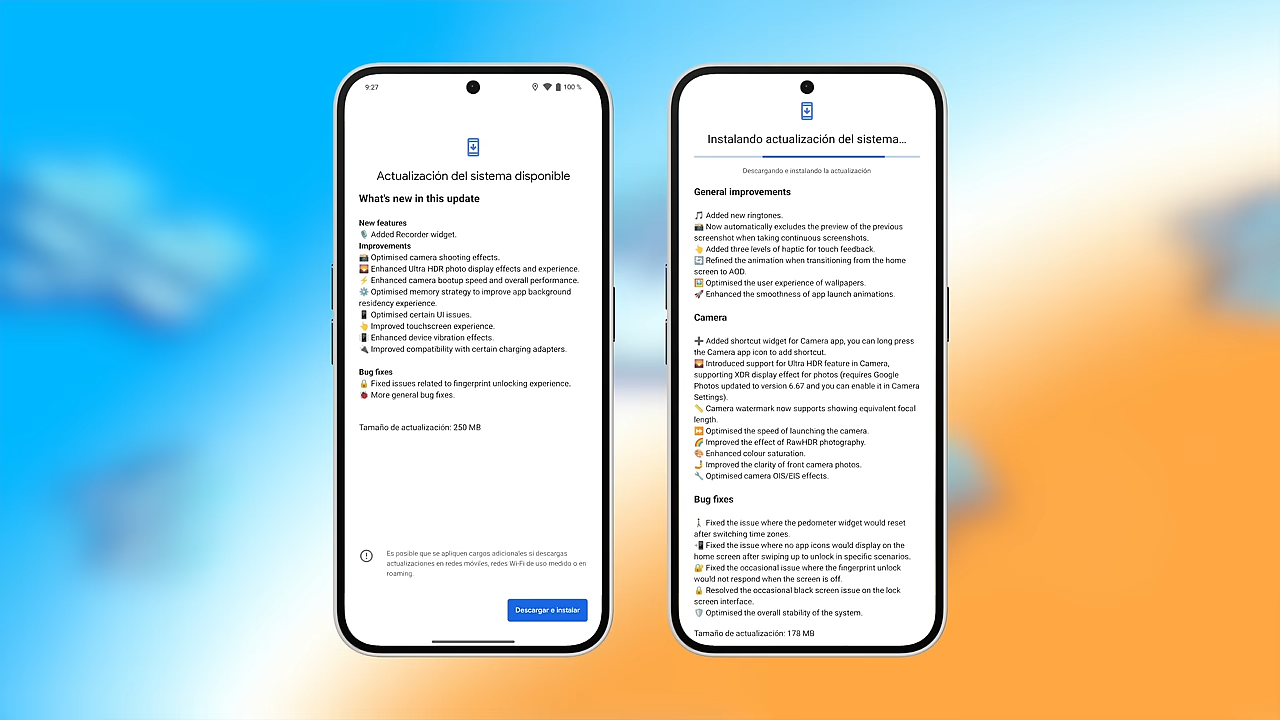 9:27
100 %
Actualización del sistema disponible
What's new in this update
New features
🎙️ Added Recorder widget.
Improvements
📸 Optimised camera shooting effects.
🌄 Enhanced Ultra HDR photo display effects and experience.
⚡ Enhanced camera bootup speed and overall performance.
⚙️ Optimised memory strategy to improve app background
residency experience.
📱 Optimised certain UI issues.
👆 Improved touchscreen experience.
📳 Enhanced device vibration effects.
🔌 Improved compatibility with certain charging adapters.
Bug fixes
🔒 Fixed issues related to fingerprint unlocking experience.
🐞 More general bug fixes.
Tamaño de actualización: 250 MB
Es posible que se apliquen cargos adicionales si descargas
actualizaciones en redes móviles, redes Wi-Fi de uso medido o en
roaming.
Descargar e instalar
Instalando actualización del sistema...
Descargando e instalando la actualización
General improvements
🎵 Added new ringtones.
📸 Now automatically excludes the preview of the previous
screenshot when taking continuous screenshots.
👆 Added three levels of haptic for touch feedback.
🔄 Refined the animation when transitioning from the home
screen to AOD.
🖼️ Optimised the user experience of wallpapers.
🚀 Enhanced the smoothness of app launch animations.
Camera
➕ Added shortcut widget for Camera app, you can long press
the Camera app icon to add shortcut.
🌄 Introduced support for Ultra HDR feature in Camera,
supporting XDR display effect for photos (requires Google
Photos updated to version 6.67 and you can enable it in Camera
Settings).
📏 Camera watermark now supports showing equivalent focal
length.
⏩ Optimised the speed of launching the camera.
🌈 Improved the effect of RawHDR photography.
🎨 Enhanced colour saturation.
🤳 Improved the clarity of front camera photos.
🔧 Optimised camera OIS/EIS effects.
Bug fixes
🚶 Fixed the issue where the pedometer widget would reset
after switching time zones.
📲 Fixed the issue where no app icons would display on the
home screen after swiping up to unlock in specific scenarios.
🔐 Fixed the occasional issue where the fingerprint unlock
would not respond when the screen is off.
🔒 Resolved the occasional black screen issue on the lock
screen interface.
🛡️ Optimised the overall stability of the system.
Tamaño de actualización: 178 MB